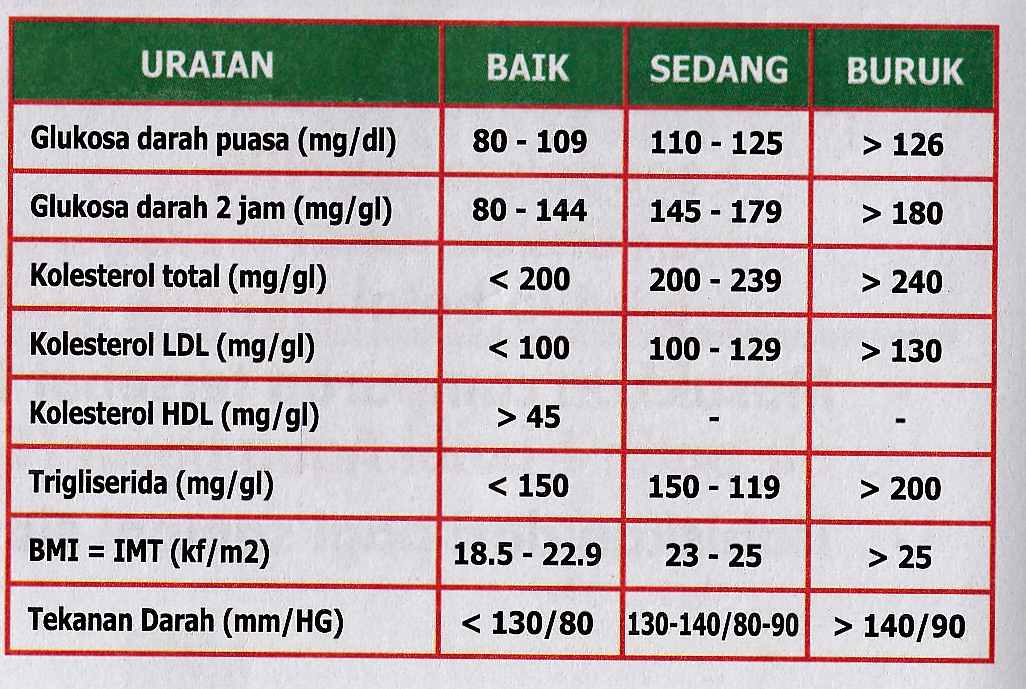 URAIAN BAIK SEDANG BURUK
Glukosa darah puasa (mg/dl) 80 - 109 110 - 125 > 126
Glukosa darah 2 jam (mg/gl) 80 - 144 145 - 179 > 180
Kolesterol total (mg/gl) < 200 200 - 239 > 240
Kolesterol LDL (mg/gl) < 100 100 - 129 > 130
Kolesterol HDL (mg/gl) > 45 - -
Trigliserida (mg/gl) < 150 150 - 119 > 200
BMI = IMT (kf/m2) 18.5 - 22.9 23 - 25 > 25
Tekanan Darah (mm/HG) < 130/80 130-140/80-90 > 140/90